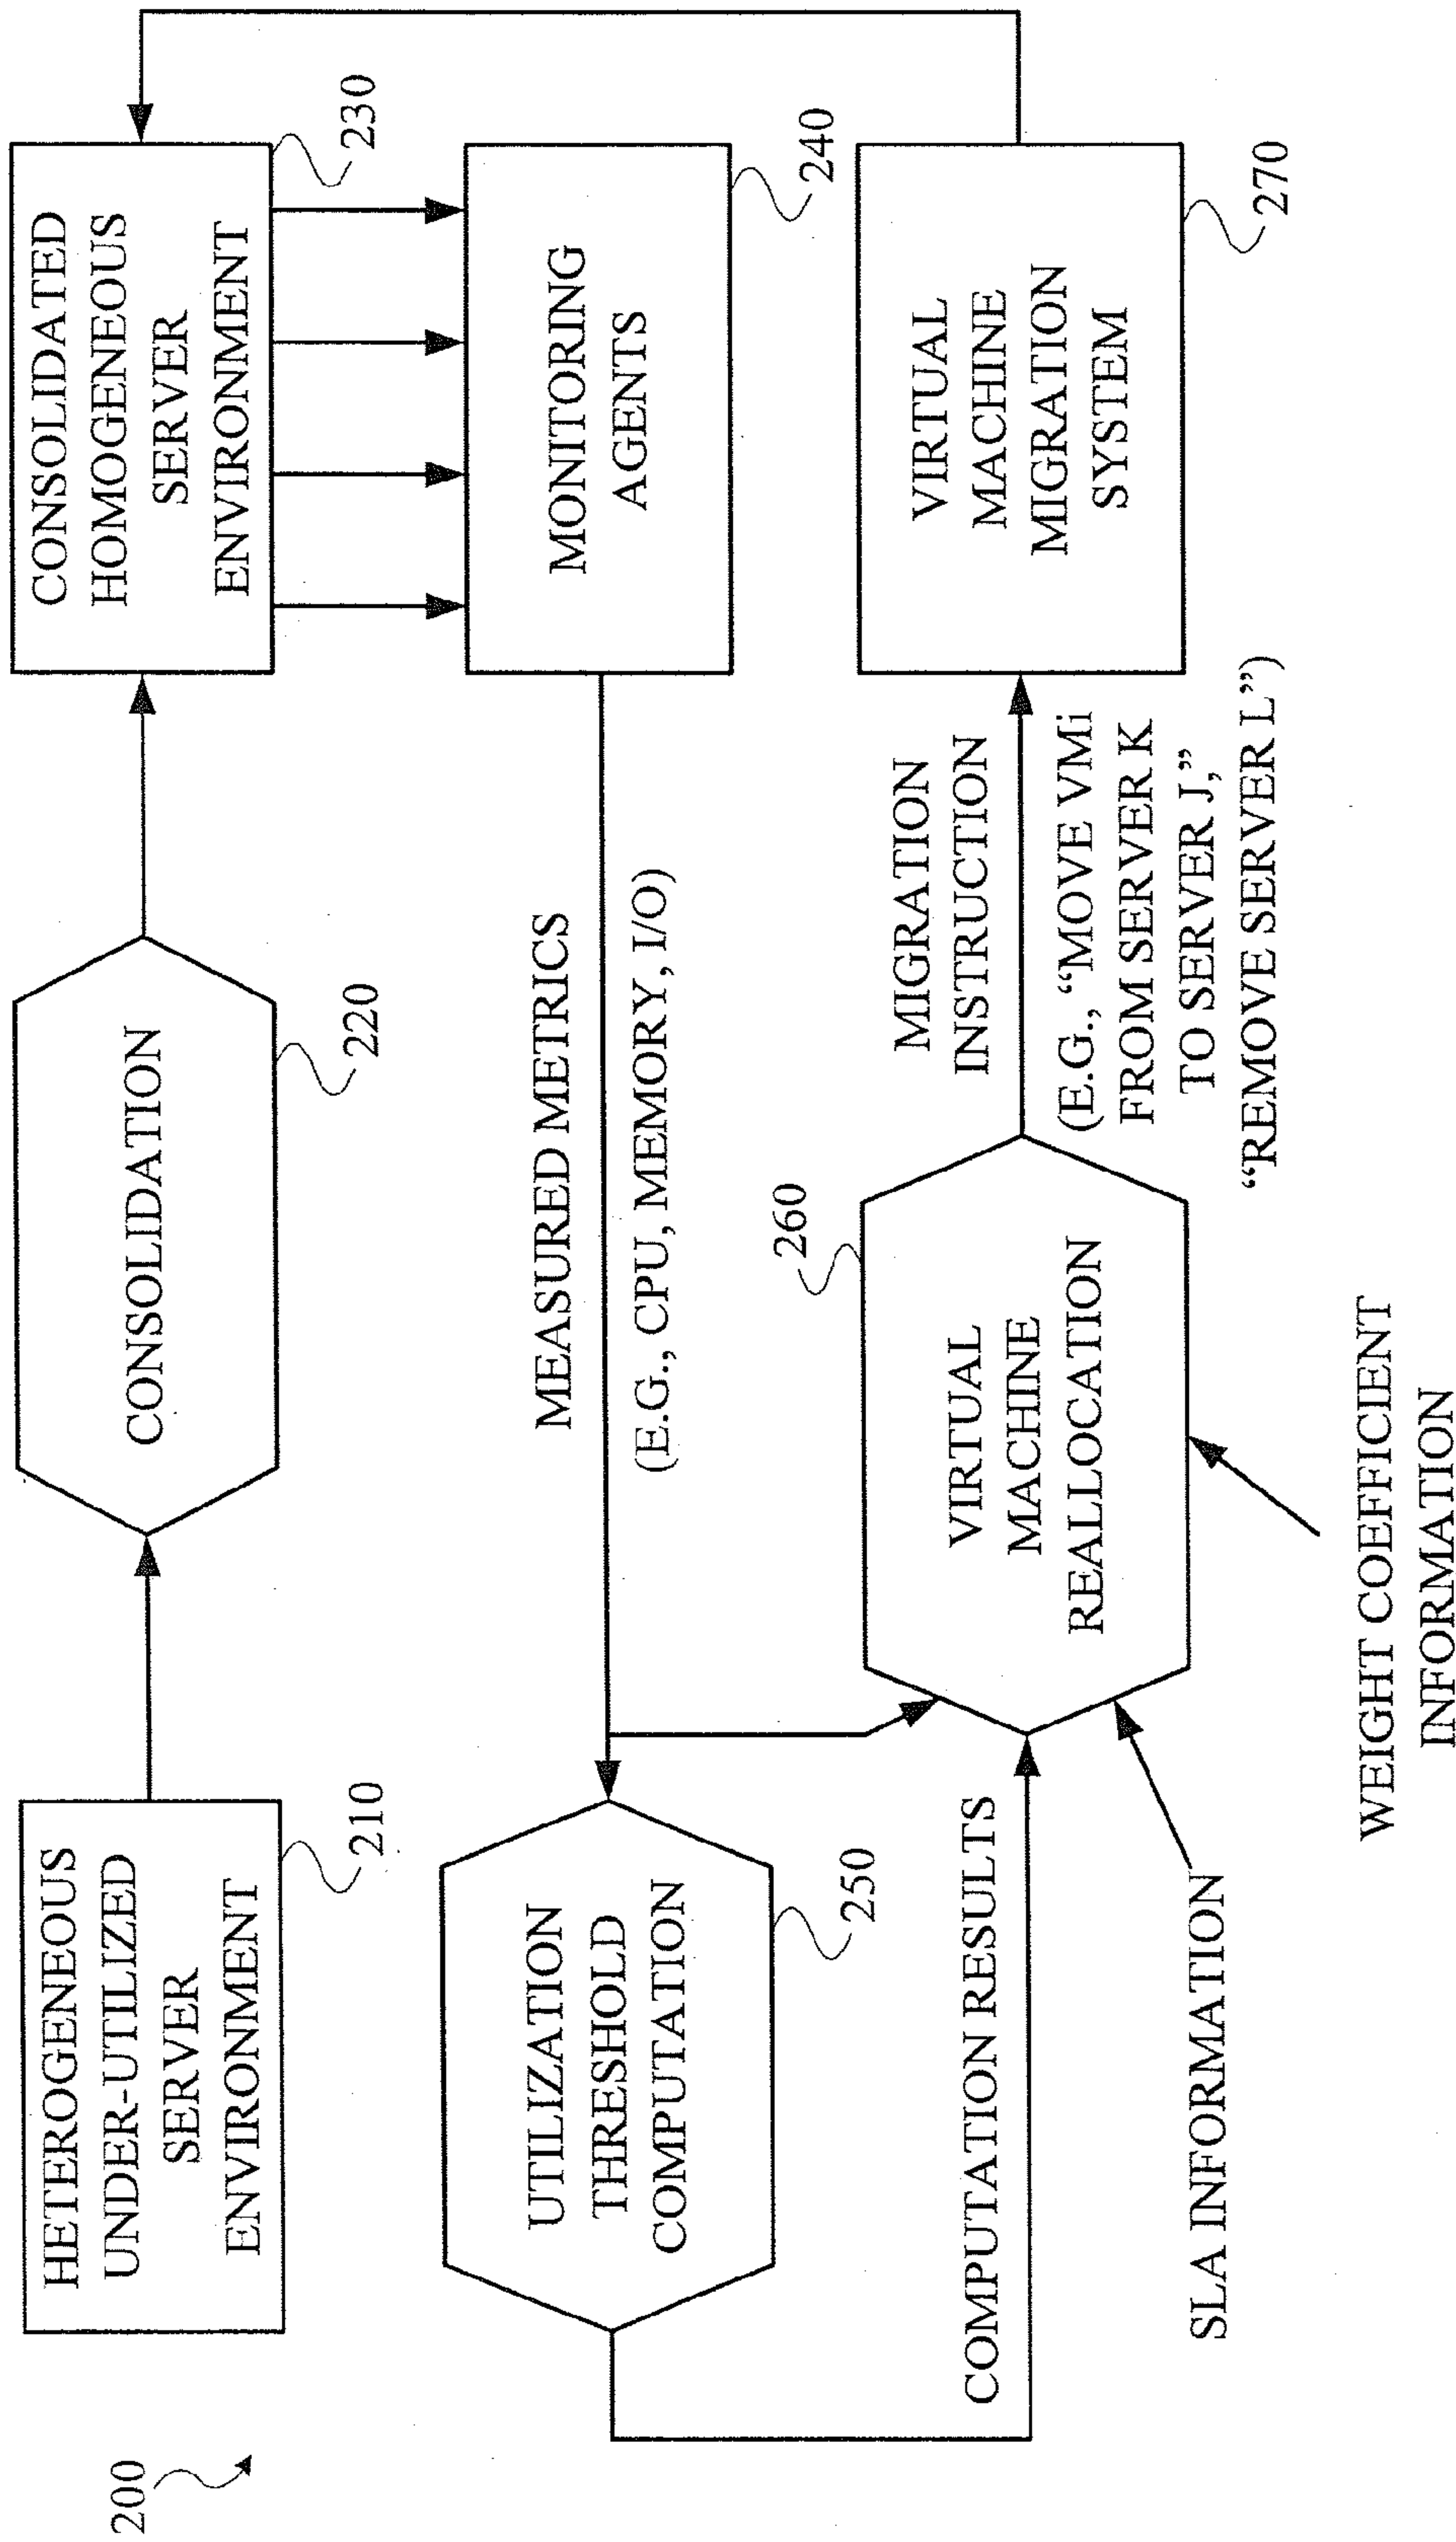 200
HETEROGENEOUS
UNDER-UTILIZED
SERVER
ENVIRONMENT
210
CONSOLIDATION
220
CONSOLIDATED
HOMOGENEOUS
SERVER
ENVIRONMENT
230
MONITORING
AGENTS
240
MEASURED METRICS
(E.G., CPU, MEMORY, I/O)
UTILIZATION
THRESHOLD
COMPUTATION
250
COMPUTATION RESULTS
SLA INFORMATION
WEIGHT COEFFICIENT
INFORMATION
VIRTUAL
MACHINE
REALLOCATION
260
MIGRATION
INSTRUCTION
(E.G., “MOVE VMi
FROM SERVER K
TO SERVER J,”
“REMOVE SERVER L”)
VIRTUAL
MACHINE
MIGRATION
SYSTEM
270